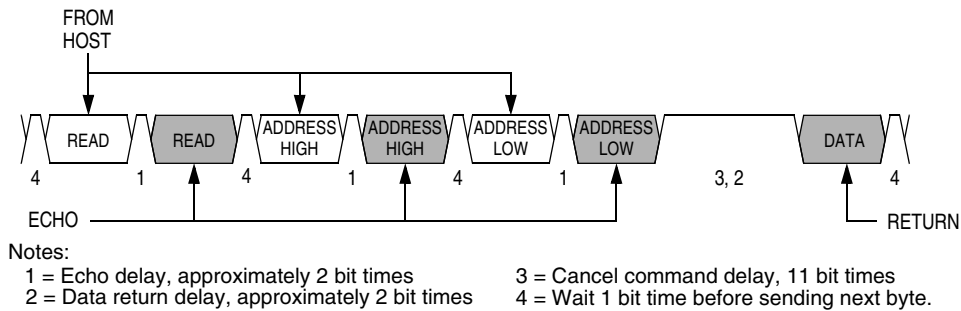 FROM
HOST
READ
READ
ADDRESS
HIGH
ADDRESS
HIGH
ADDRESS
LOW
ADDRESS
LOW
DATA
4
1
4
1
4
1
3, 2
4
ECHO
RETURN
Notes:
1 = Echo delay, approximately 2 bit times
2 = Data return delay, approximately 2 bit times
3 = Cancel command delay, 11 bit times
4 = Wait 1 bit time before sending next byte.